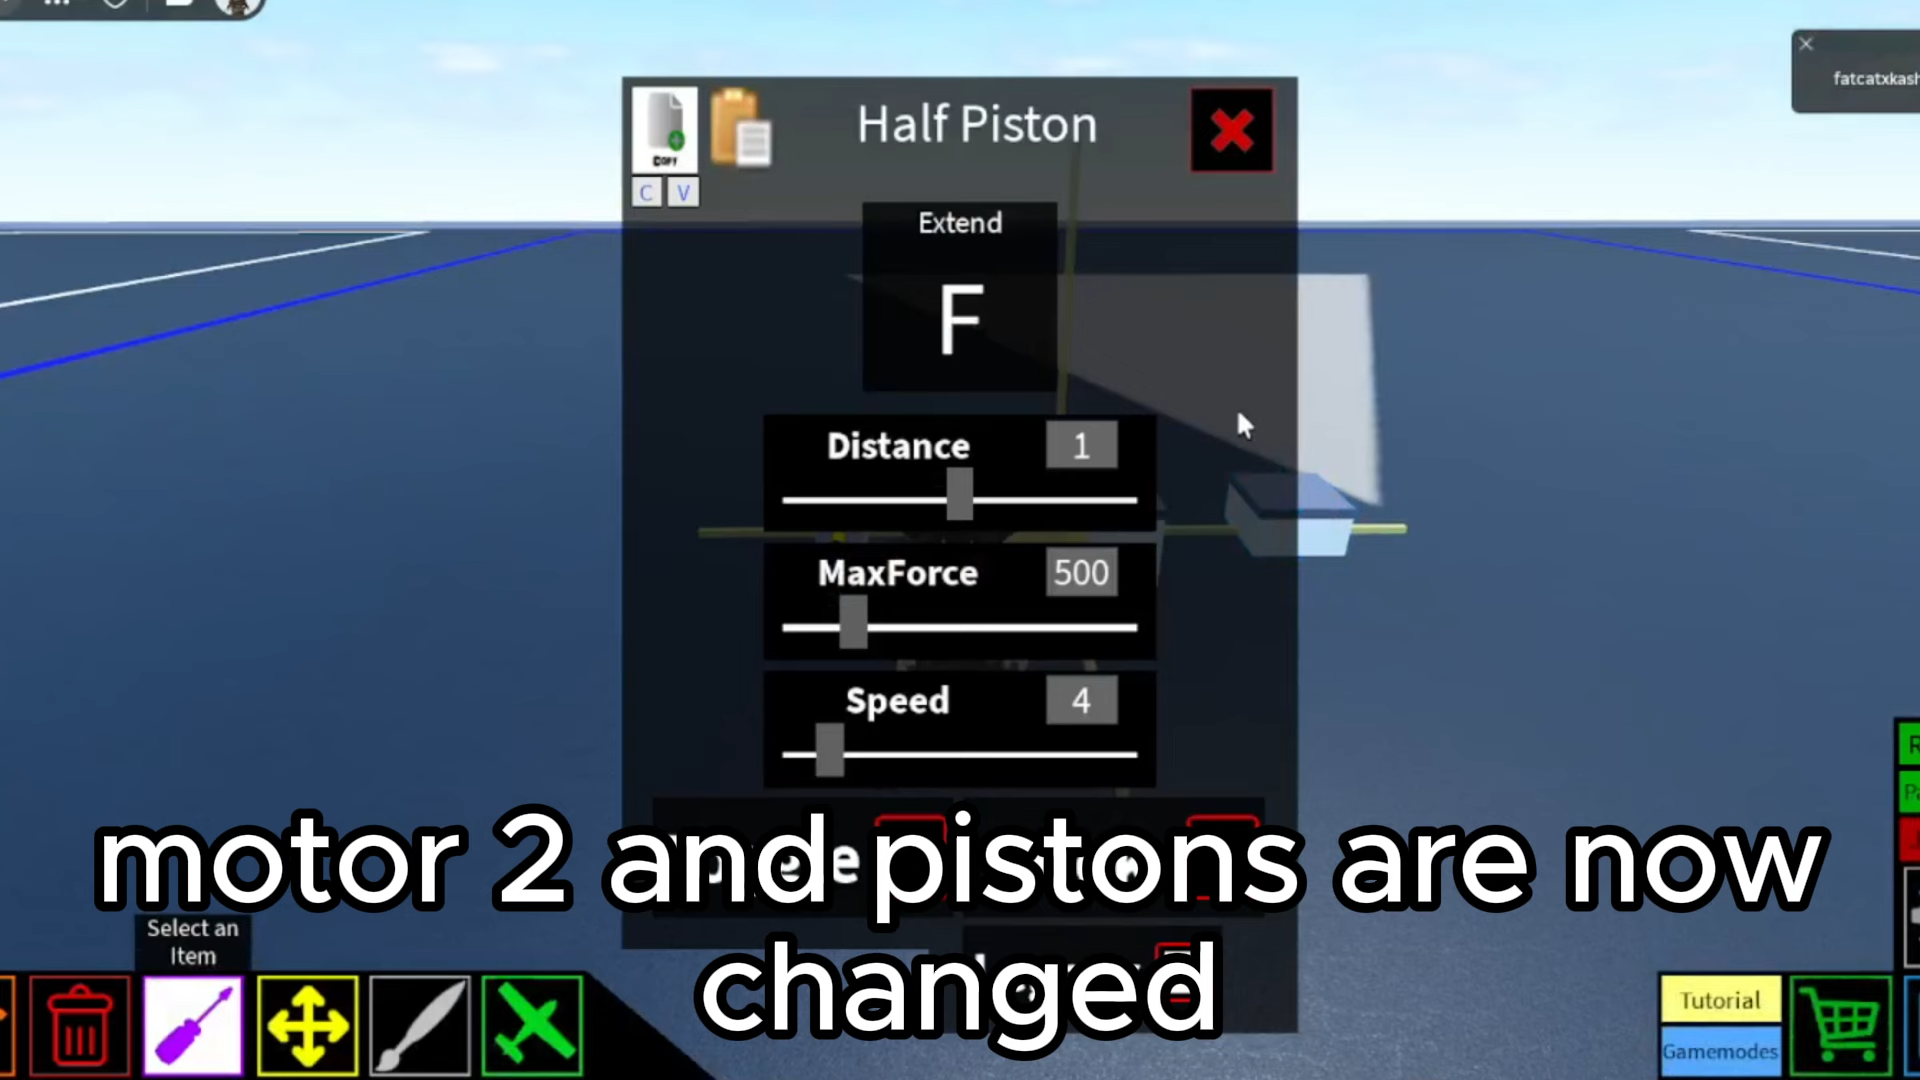 fatcatxkash
Half Piston
COPY
C V
Extend
F
Distance 1
MaxForce 500
Speed 4
motor 2 and pistons are now
changed
Select an
Item
Tutorial
Gamemodes